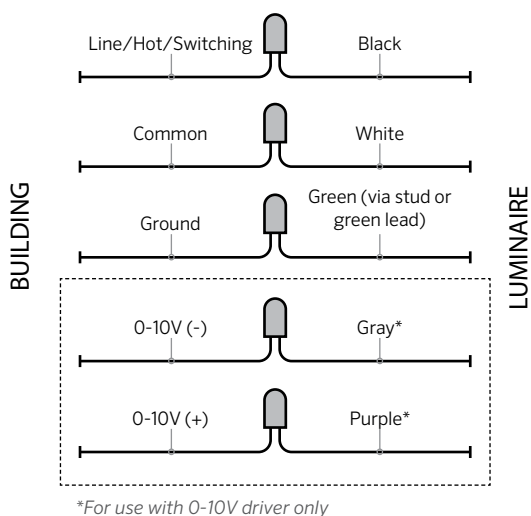 Line/Hot/Switching
Black
Common
White
Ground
Green (via stud or
green lead)
BUILDING
LUMINAIRE
0-10V (-)
Gray*
0-10V (+)
Purple*
*For use with 0-10V driver only